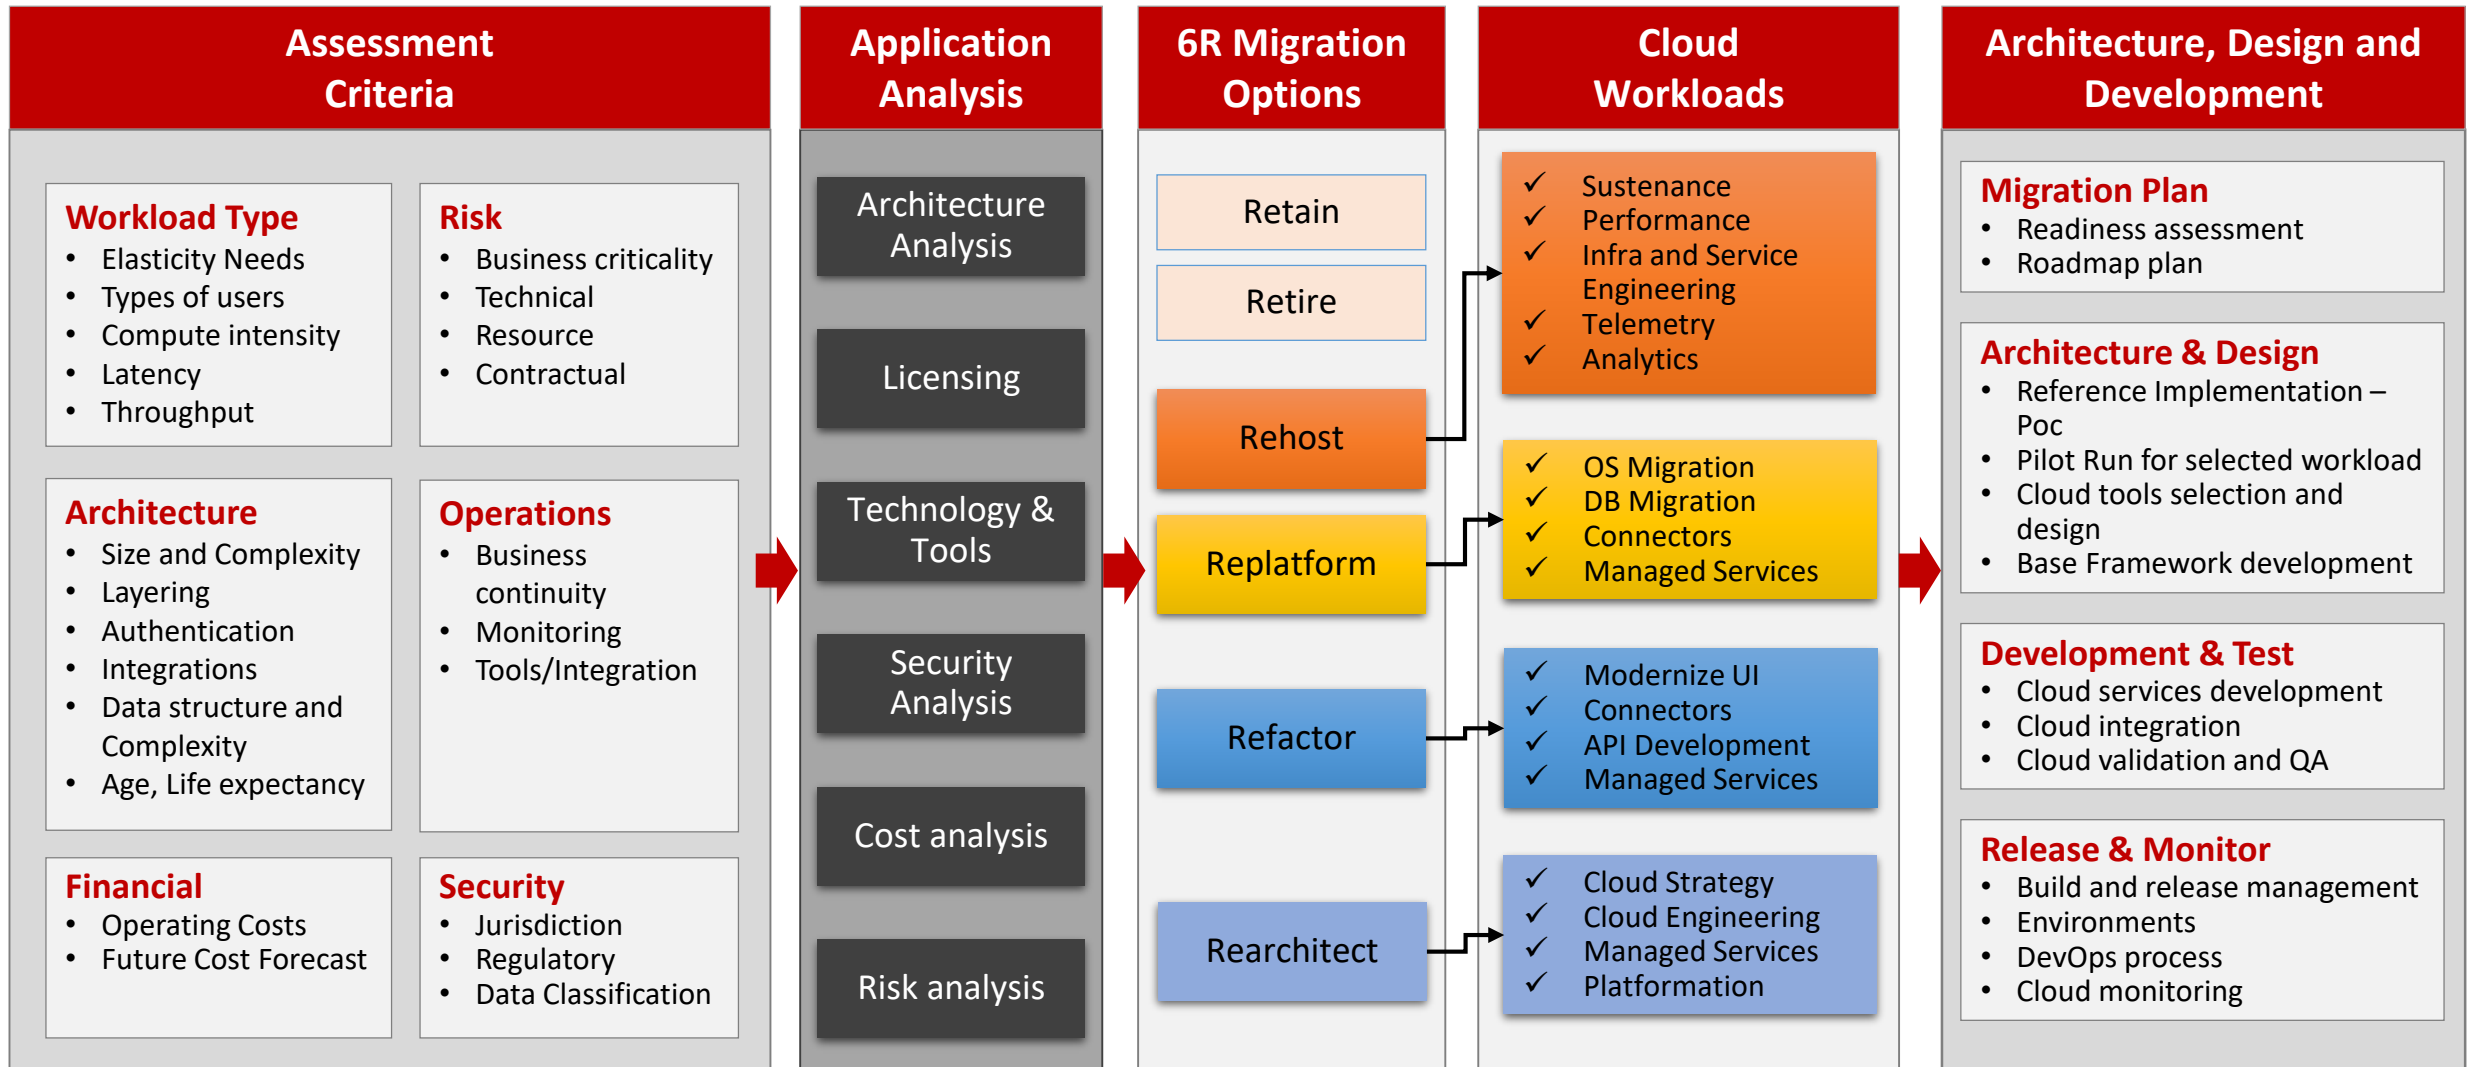 Assessment
Criteria
Workload Type
• Elasticity Needs
• Types of users
• Compute intensity
• Latency
• Throughput
Risk
• Business criticality
• Technical
• Resource
• Contractual
Architecture
• Size and Complexity
• Layering
• Authentication
• Integrations
• Data structure and
Complexity
• Age, Life expectancy
Operations
• Business
continuity
• Monitoring
• Tools/Integration
Financial
• Operating Costs
• Future Cost Forecast
Security
• Jurisdiction
• Regulatory
• Data Classification
Application
Analysis
Architecture
Analysis
Licensing
Technology &
Tools
Security
Analysis
Cost analysis
Risk analysis
6R Migration
Options
Retain
Retire
Rehost
Replatform
Refactor
Rearchitect
Cloud
Workloads
✓ Sustenance
✓ Performance
✓ Infra and Service
Engineering
✓ Telemetry
✓ Analytics
✓ OS Migration
✓ DB Migration
✓ Connectors
✓ Managed Services
✓ Modernize UI
✓ Connectors
✓ API Development
✓ Managed Services
✓ Cloud Strategy
✓ Cloud Engineering
✓ Managed Services
✓ Platformation
Architecture, Design and
Development
Migration Plan
• Readiness assessment
• Roadmap plan
Architecture & Design
• Reference Implementation –
Poc
• Pilot Run for selected workload
• Cloud tools selection and
design
• Base Framework development
Development & Test
• Cloud services development
• Cloud integration
• Cloud validation and QA
Release & Monitor
• Build and release management
• Environments
• DevOps process
• Cloud monitoring